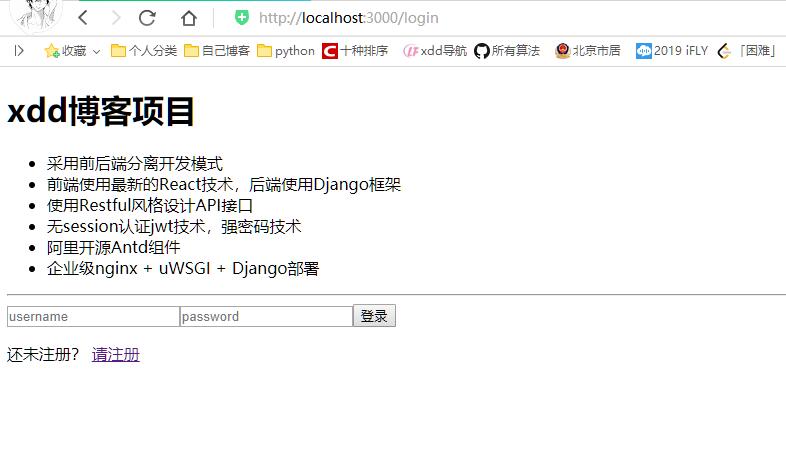 http://localhost:3000/login
收藏 个人分类 自己博客 python 十种排序 xdd导航 所有算法 北京市居 2019 iFLY 「困难」
xdd博客项目
采用前后端分离开发模式
前端使用最新的React技术，后端使用Django框架
使用Restful风格设计API接口
无session认证jwt技术，强密码技术
阿里开源Antd组件
企业级nginx + uWSGI + Django部署
username password 登录
还未注册？ 请注册